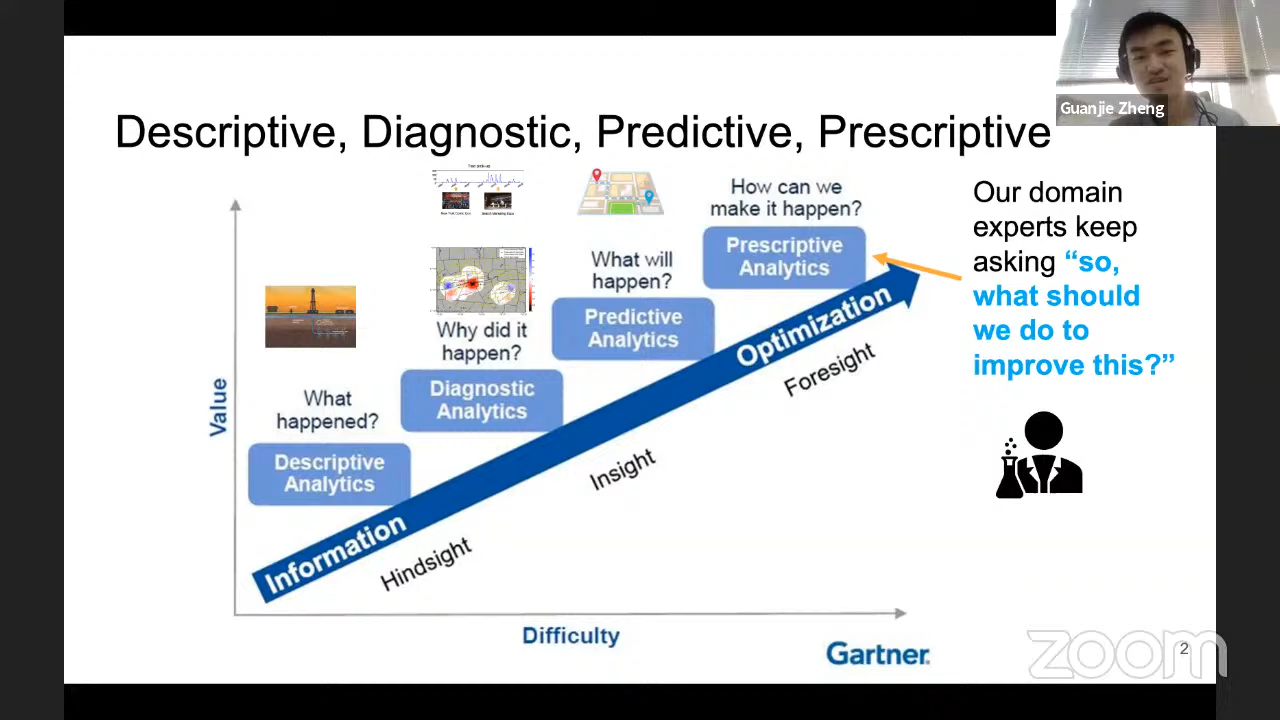 Guanjie Zheng
Descriptive, Diagnostic, Predictive, Prescriptive
How can we
make it happen?
Prescriptive
Analytics
What will
happen?
Predictive
Analytics
Why did it
happen?
Diagnostic
Analytics
What
happened?
Descriptive
Analytics
Our domain
experts keep
asking “so,
what should
we do to
improve this?”
Value
Information
Optimization
Hindsight
Insight
Foresight
Difficulty
Gartner.
zoom
2